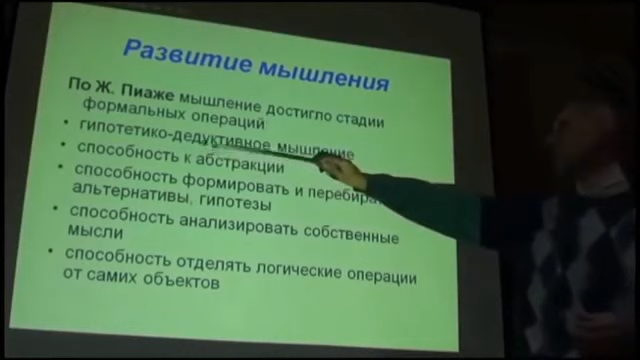 Развитие мышления
По Ж. Пиаже мышление достигло стадии
формальных операций
• гипотетико-дедуктивное мышление
• способность к абстракции
• способность формировать и перебират
альтернативы, гипотезы
• способность анализировать собственные
мысли
• способность отделять логические операции
от самих объектов